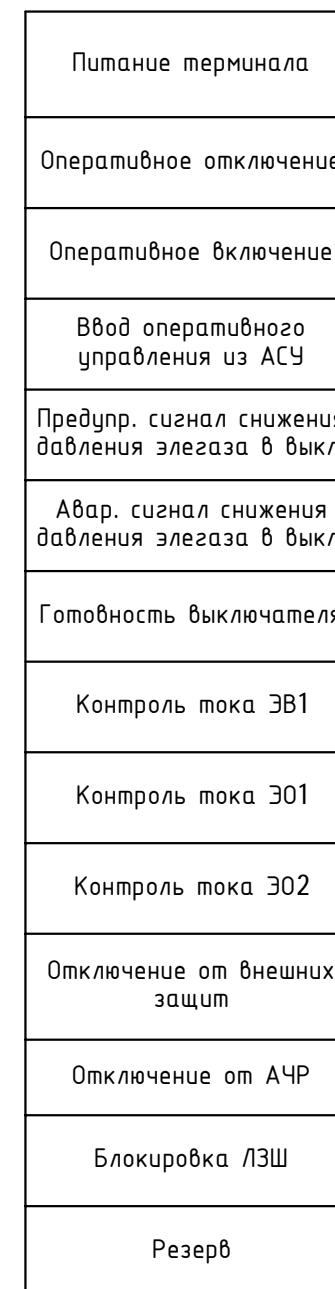 Питание терминала
Оперативное отключение
Оперативное включение
Ввод оперативного
управления из АСУ
Предупр. сигнал снижения
давления элегаза в выкл
Авар. сигнал снижения
давления элегаза в выкл
Готовность выключателя
Контроль тока ЭВ1
Контроль тока ЭО1
Контроль тока ЭО2
Отключение от внешних
защит
Отключение от АЧР
Блокировка ЛЗШ
Резерв